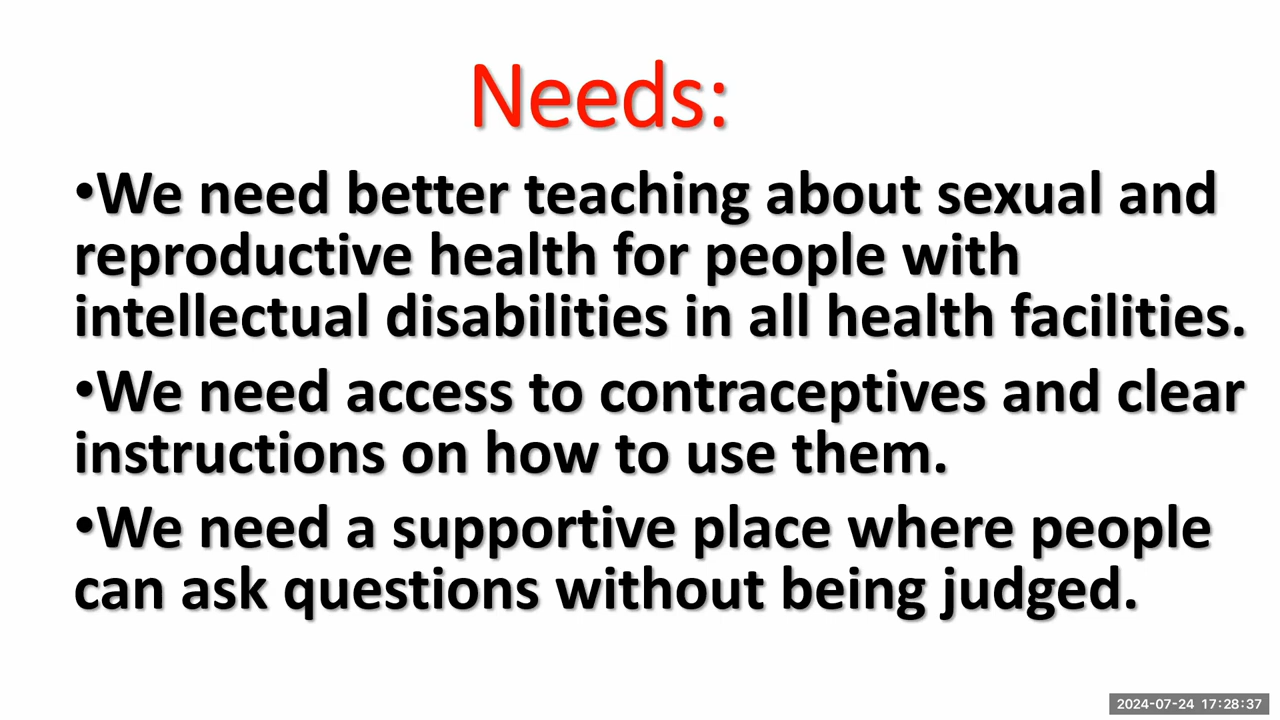 Needs:
•We need better teaching about sexual and
reproductive health for people with
intellectual disabilities in all health facilities.
•We need access to contraceptives and clear
instructions on how to use them.
•We need a supportive place where people
can ask questions without being judged.
2024-07-24 17:28:37